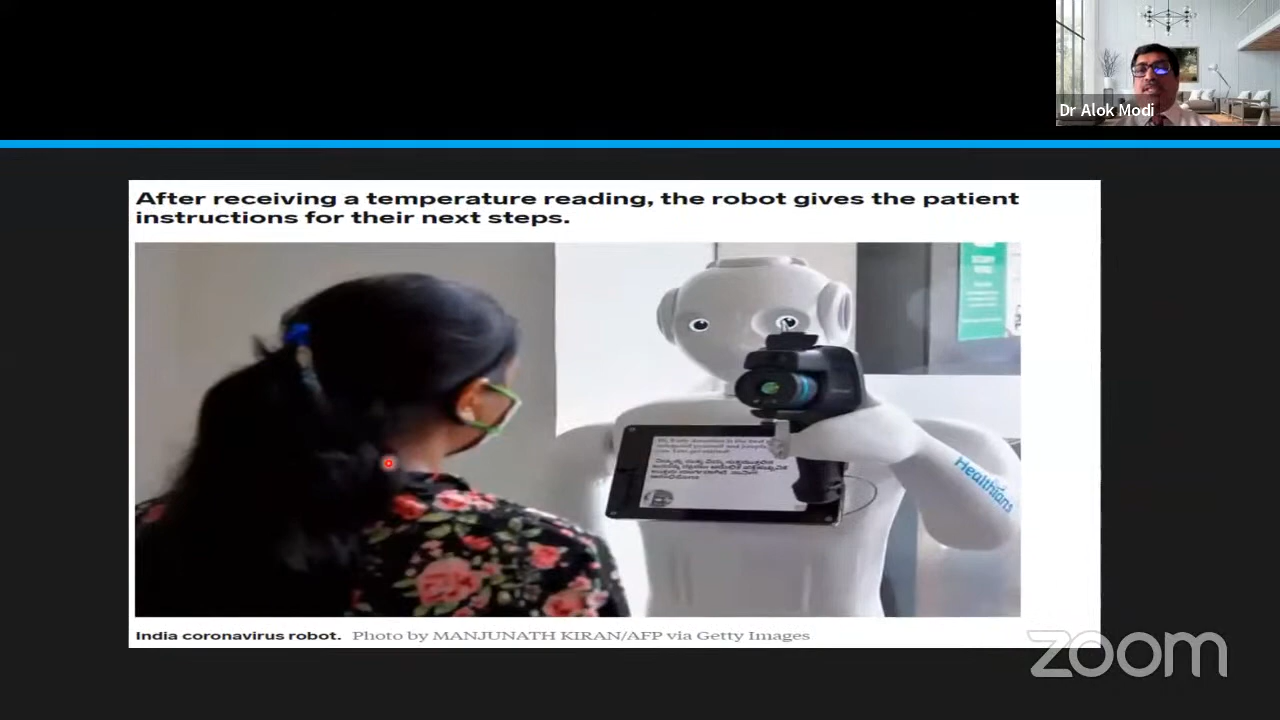 Dr Alok Modi
After receiving a temperature reading, the robot gives the patient
instructions for their next steps.
Healthians
India coronavirus robot. Photo by MANJUNATH KIRAN/AFP via Getty Images
zoom